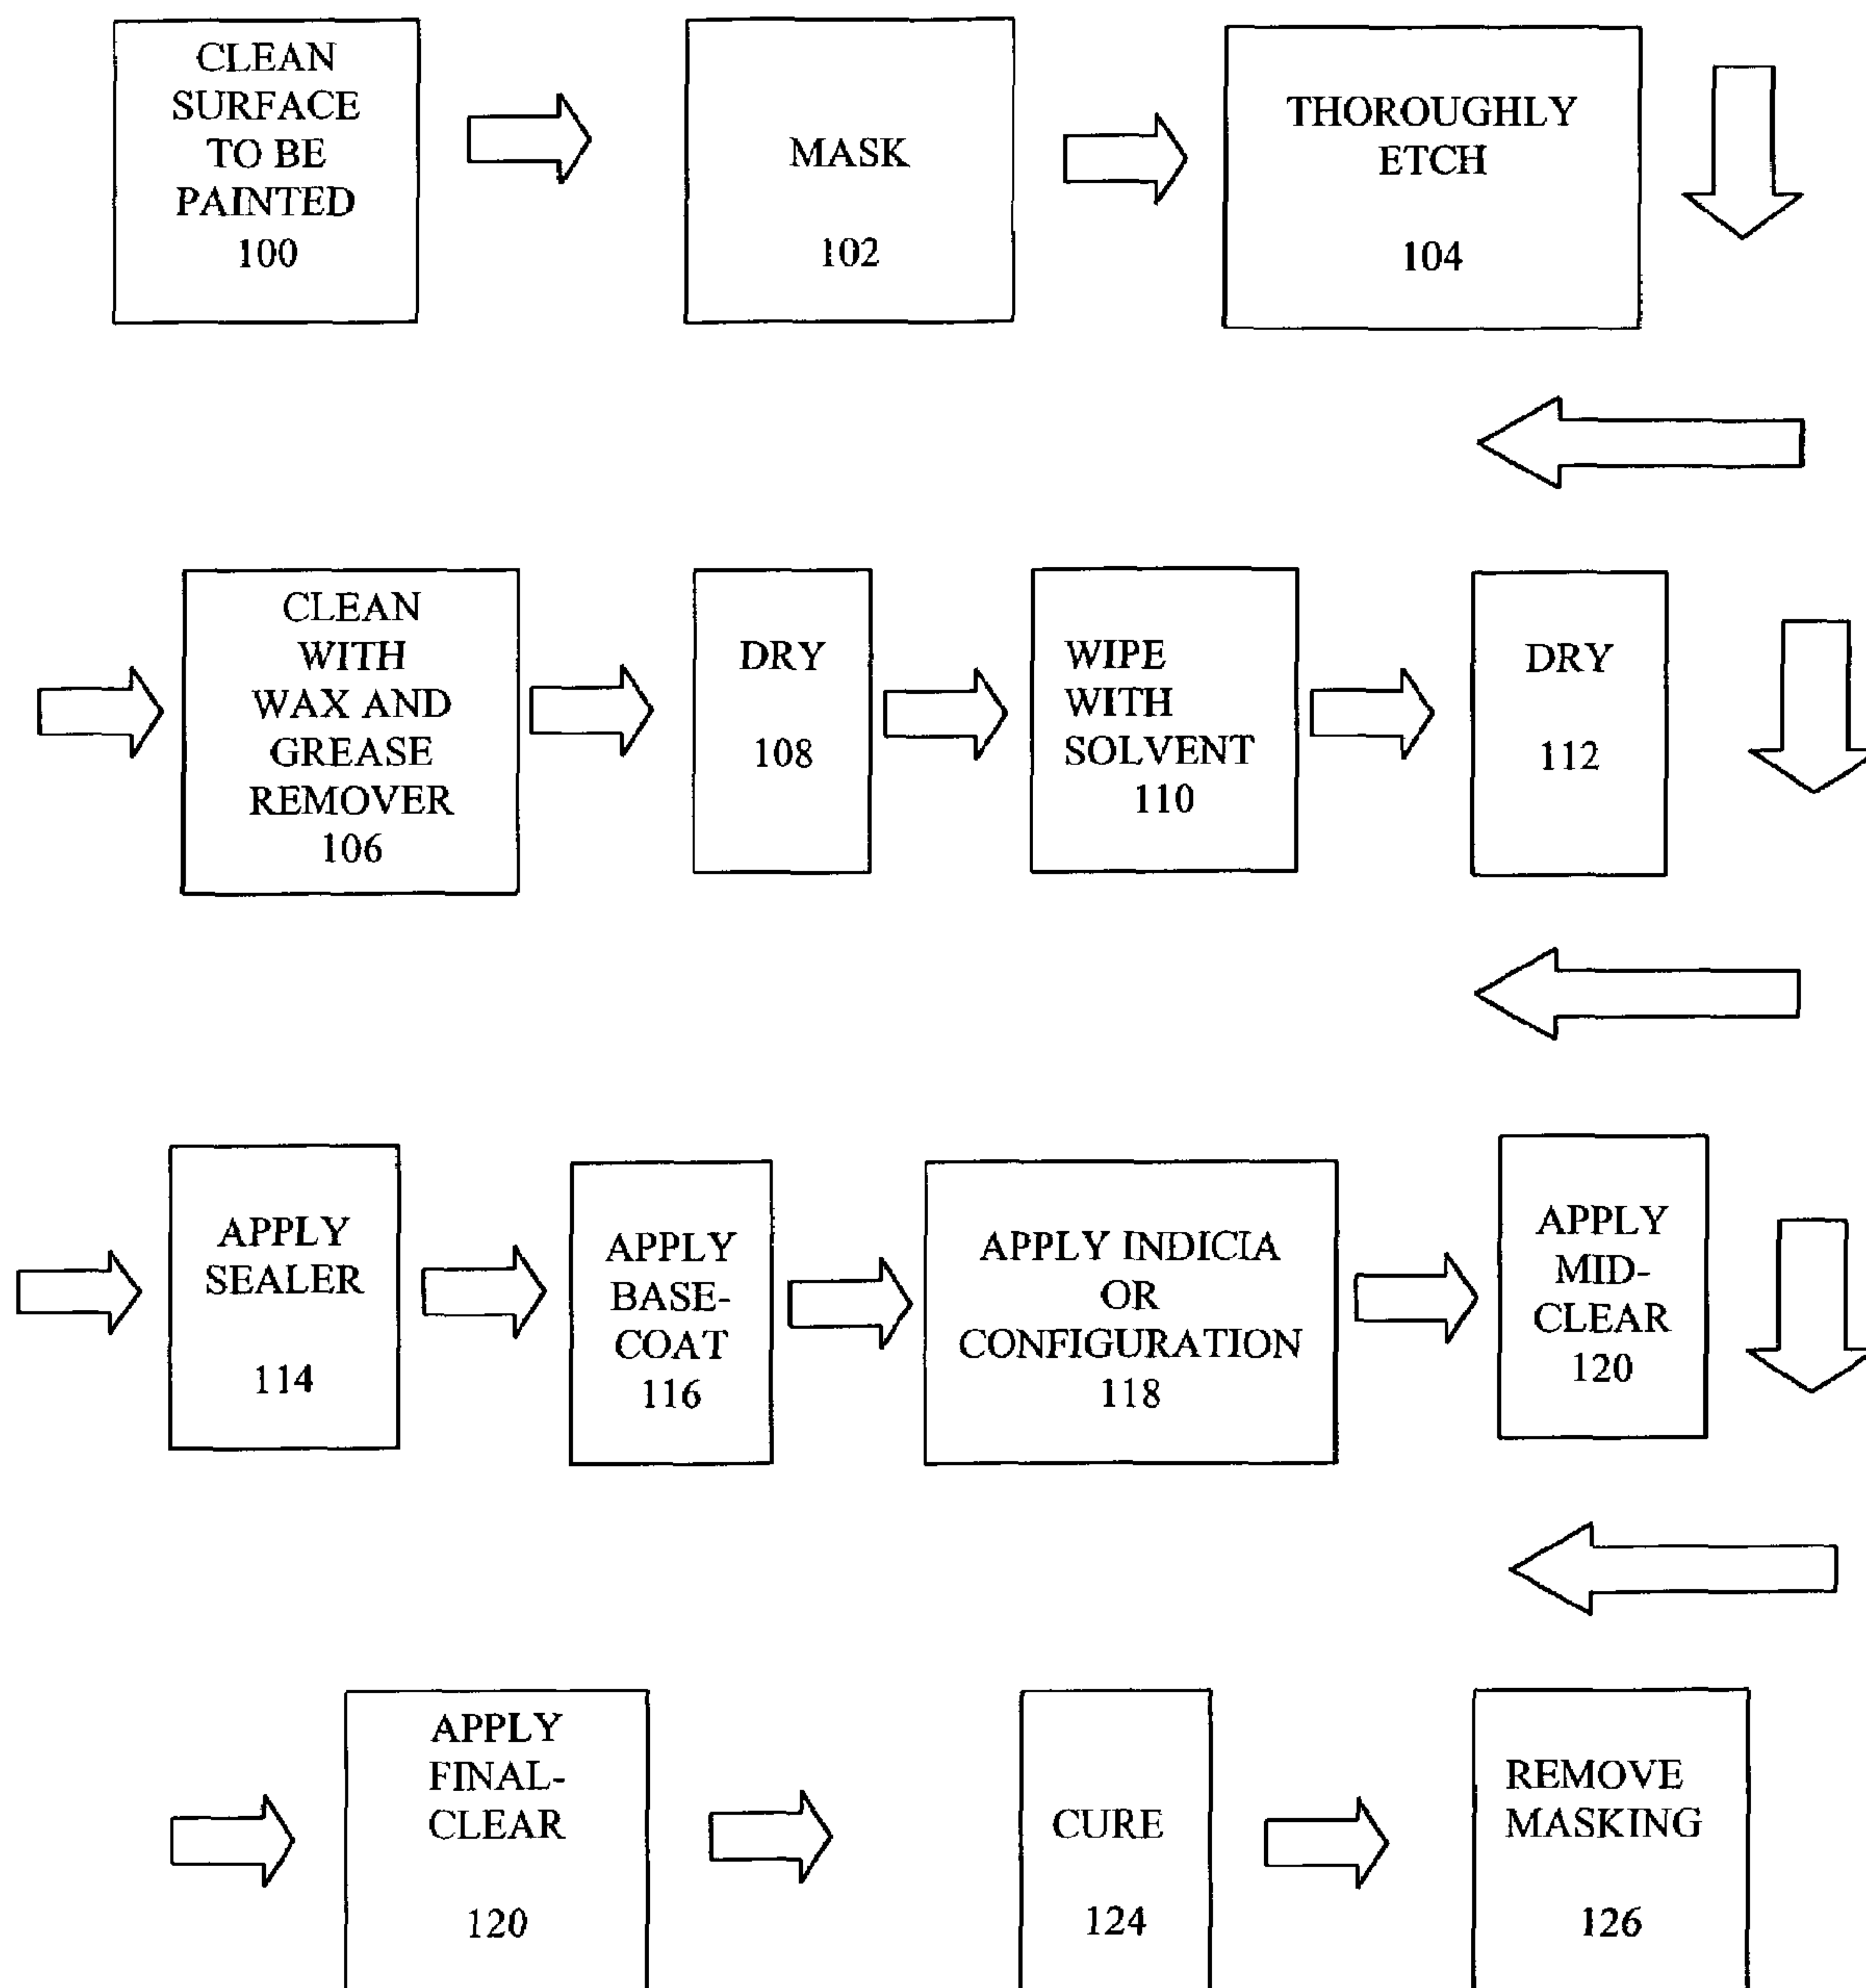 CLEAN
SURFACE
TO BE
PAINTED
100
MASK
102
THOROUGHLY
ETCH
104
CLEAN
WITH
WAX AND
GREASE
REMOVER
106
DRY
108
WIPE
WITH
SOLVENT
110
DRY
112
APPLY
SEALER
114
APPLY
BASE-
COAT
116
APPLY INDICIA
OR
CONFIGURATION
118
APPLY
MID-
CLEAR
120
APPLY
FINAL-
CLEAR
120
CURE
124
REMOVE
MASKING
126